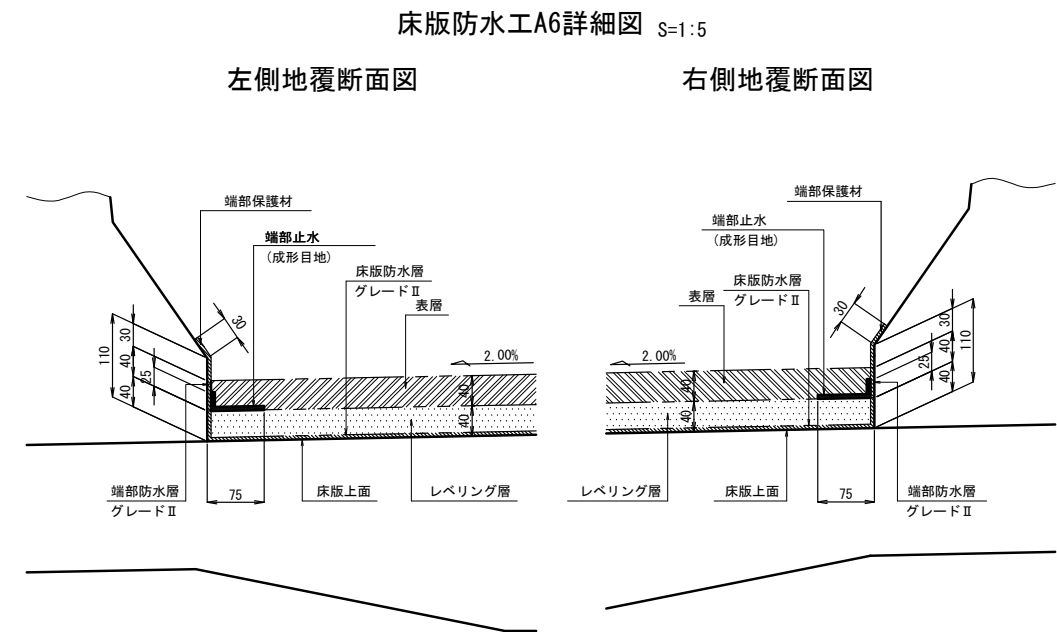 床版防水工A6詳細図 S=1:5
左側地覆断面図
端部保護材
端部止水
(成形目地)
床版防水層
グレードⅡ
表層
30
2.00%
110
30
40
25
40
40
40
75
端部防水層
グレードⅡ
床版上面
レベリング層
右側地覆断面図
端部保護材
端部止水
(成形目地)
床版防水層
グレードⅡ
表層
30
2.00%
40
40
30
40
25
40
110
レベリング層
床版上面
75
端部防水層
グレードⅡ